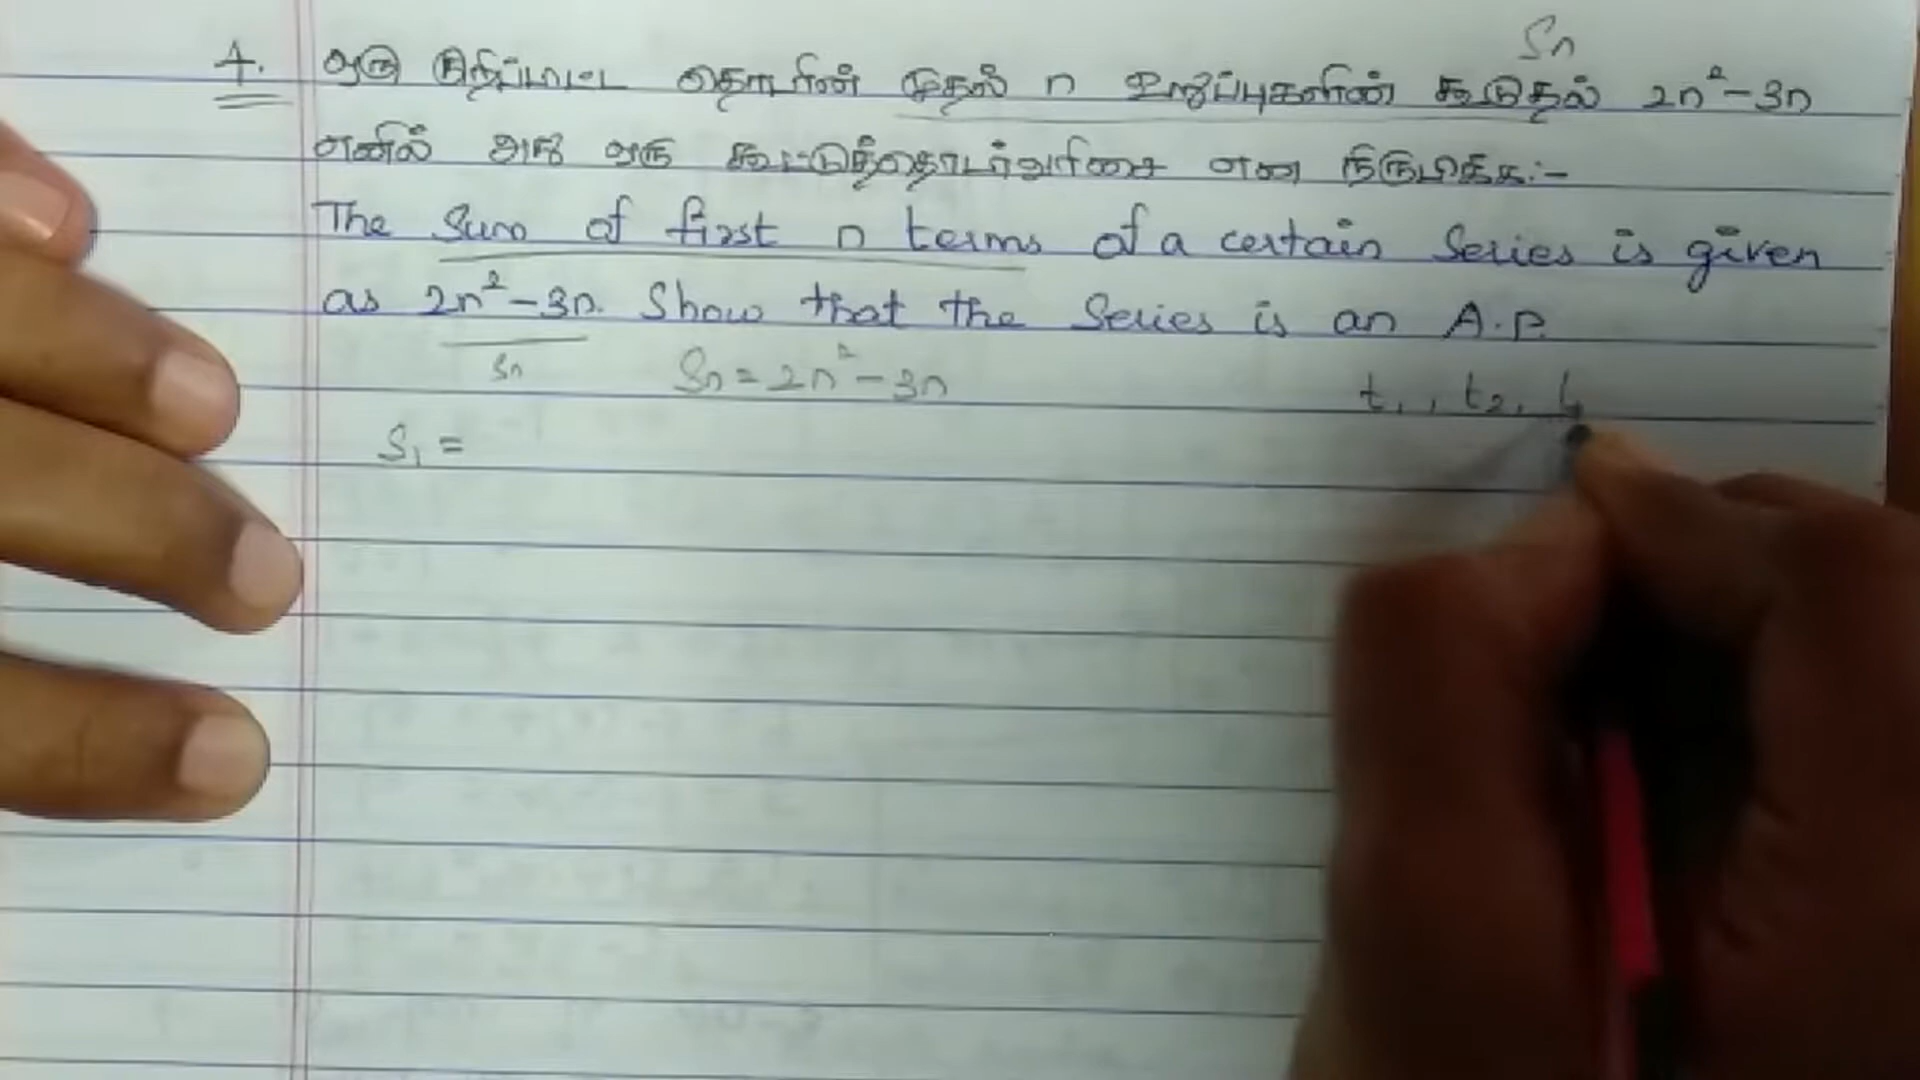 Sn
4. ஒரு குறிப்பிட்ட தொடரின் முதல் n உறுப்புகளின் கூடுதல் 2n² - 3n
எனில் அது ஒரு கூட்டுத்தொடர்வரிசை என நிரூபிக்க:-
The Sum of first n terms of a certain Series is given
as 2n² - 3n. Show that the Series is an A.P.
Sn Sn = 2n² - 3n t₁, t₂,
S₁ =